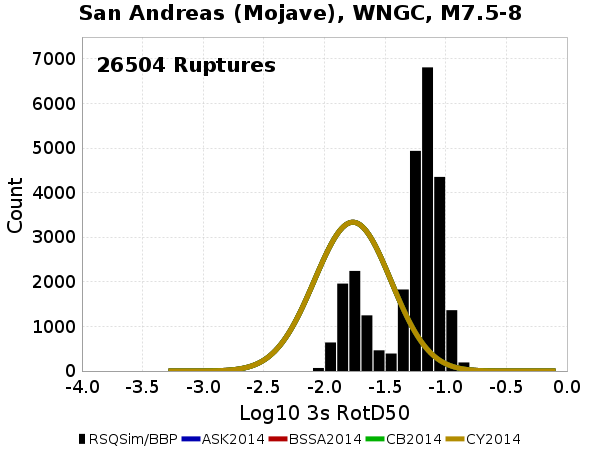 San Andreas (Mojave), WNGC, M7.5-8
26504 Ruptures
7000
6000
5000
4000
3000
2000
1000
0
Count
-4.0 -3.5 -3.0 -2.5 -2.0 -1.5 -1.0 -0.5 0.0
Log10 3s RotD50
RSQSim/BBP ASK2014 BSSA2014 CB2014 CY2014